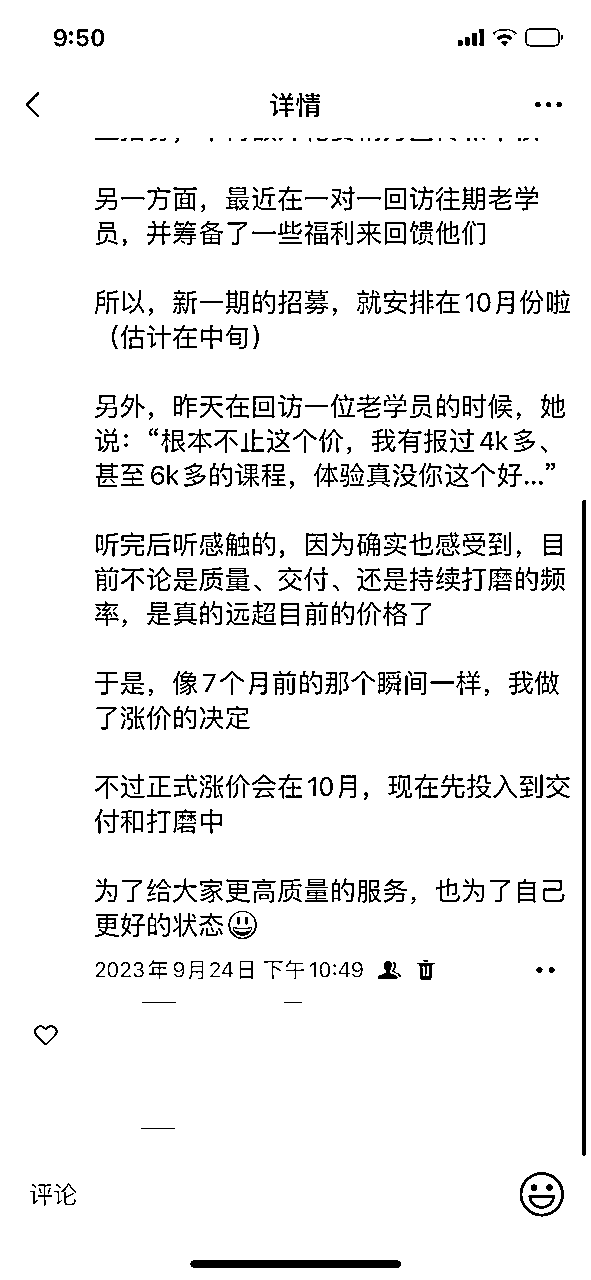 9:50
详情
另一方面，最近在一对一回访往期老学
员，并筹备了一些福利来回馈他们
所以，新一期的招募，就安排在10月份啦
（估计在中旬）
另外，昨天在回访一位老学员的时候，她
说：“根本不止这个价，我有报过4k多、
甚至6k多的课程，体验真没你这个好...”
听完后听感触的，因为确实也感受到，目
前不论是质量、交付、还是持续打磨的频
率，是真的远超目前的价格了
于是，像7个月前的那个瞬间一样，我做
了涨价的决定
不过正式涨价会在10月，现在先投入到交
付和打磨中
为了给大家更高质量的服务，也为了自己
更好的状态😃
2023年9月24日 下午10:49
评论